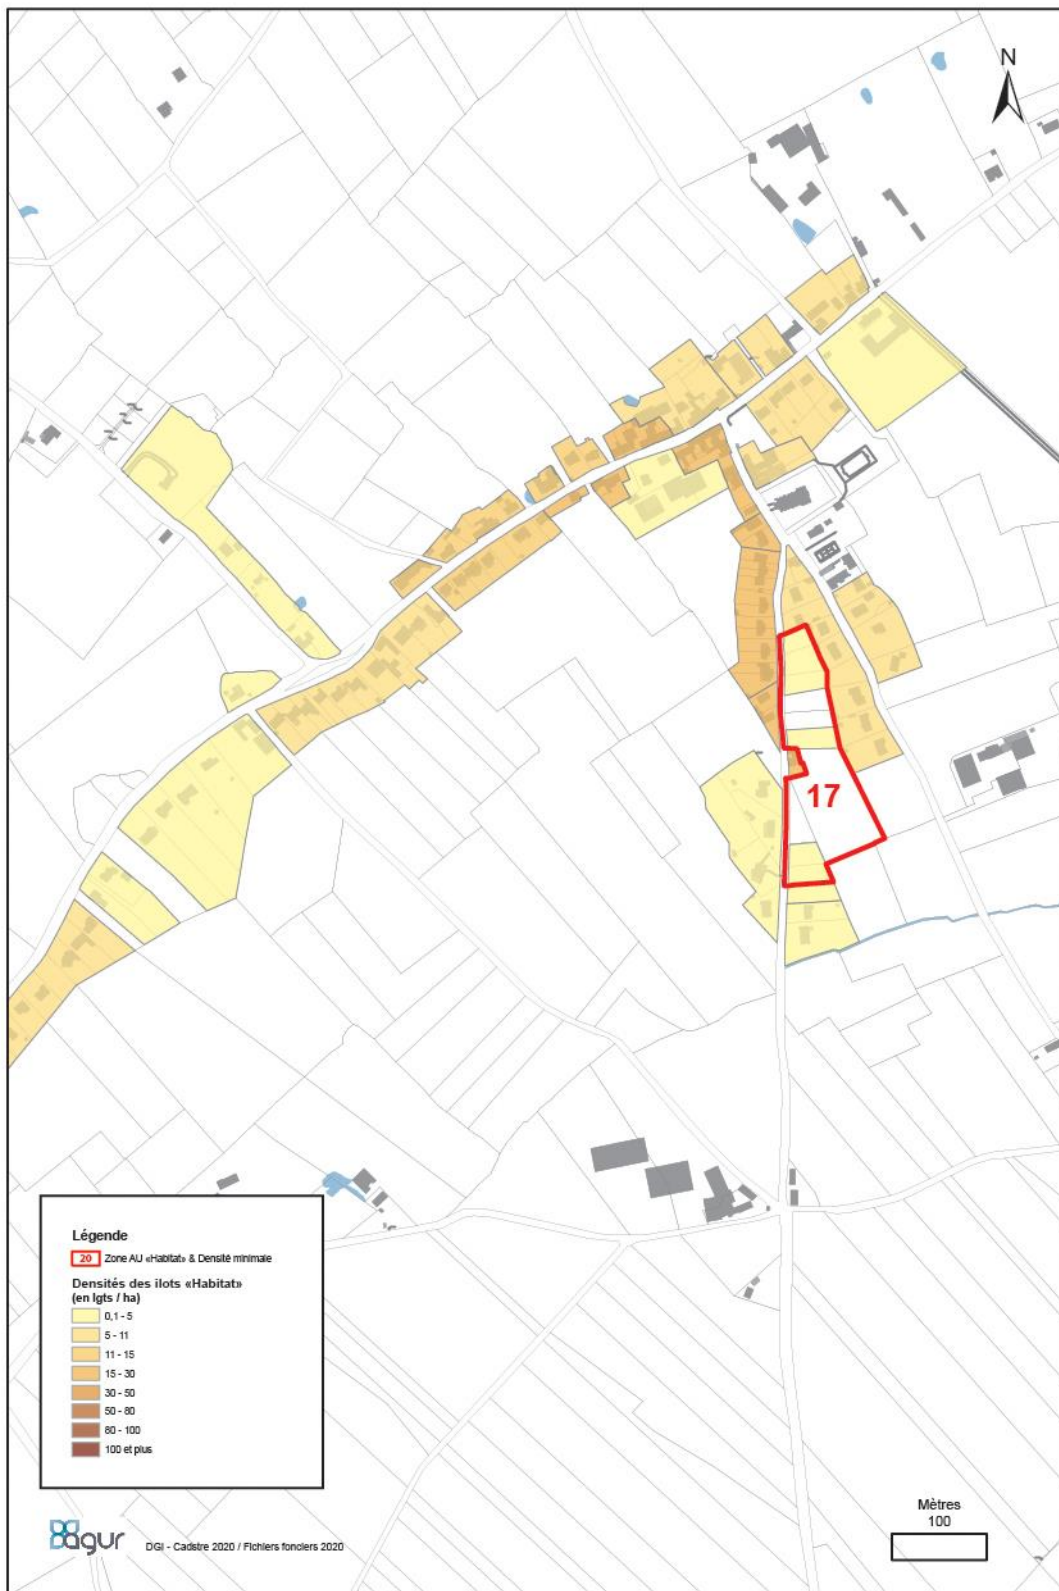 N
17
Légende
20 Zone AU «Habitat» & Densité minimale
Densités des ilots «Habitat»
(en lgts / ha)
0,1 - 5
5 - 11
11 - 15
15 - 30
30 - 50
50 - 80
80 - 100
100 et plus
agur DGI - Cadstre 2020 / Fichiers fonciers 2020
Mètres
100